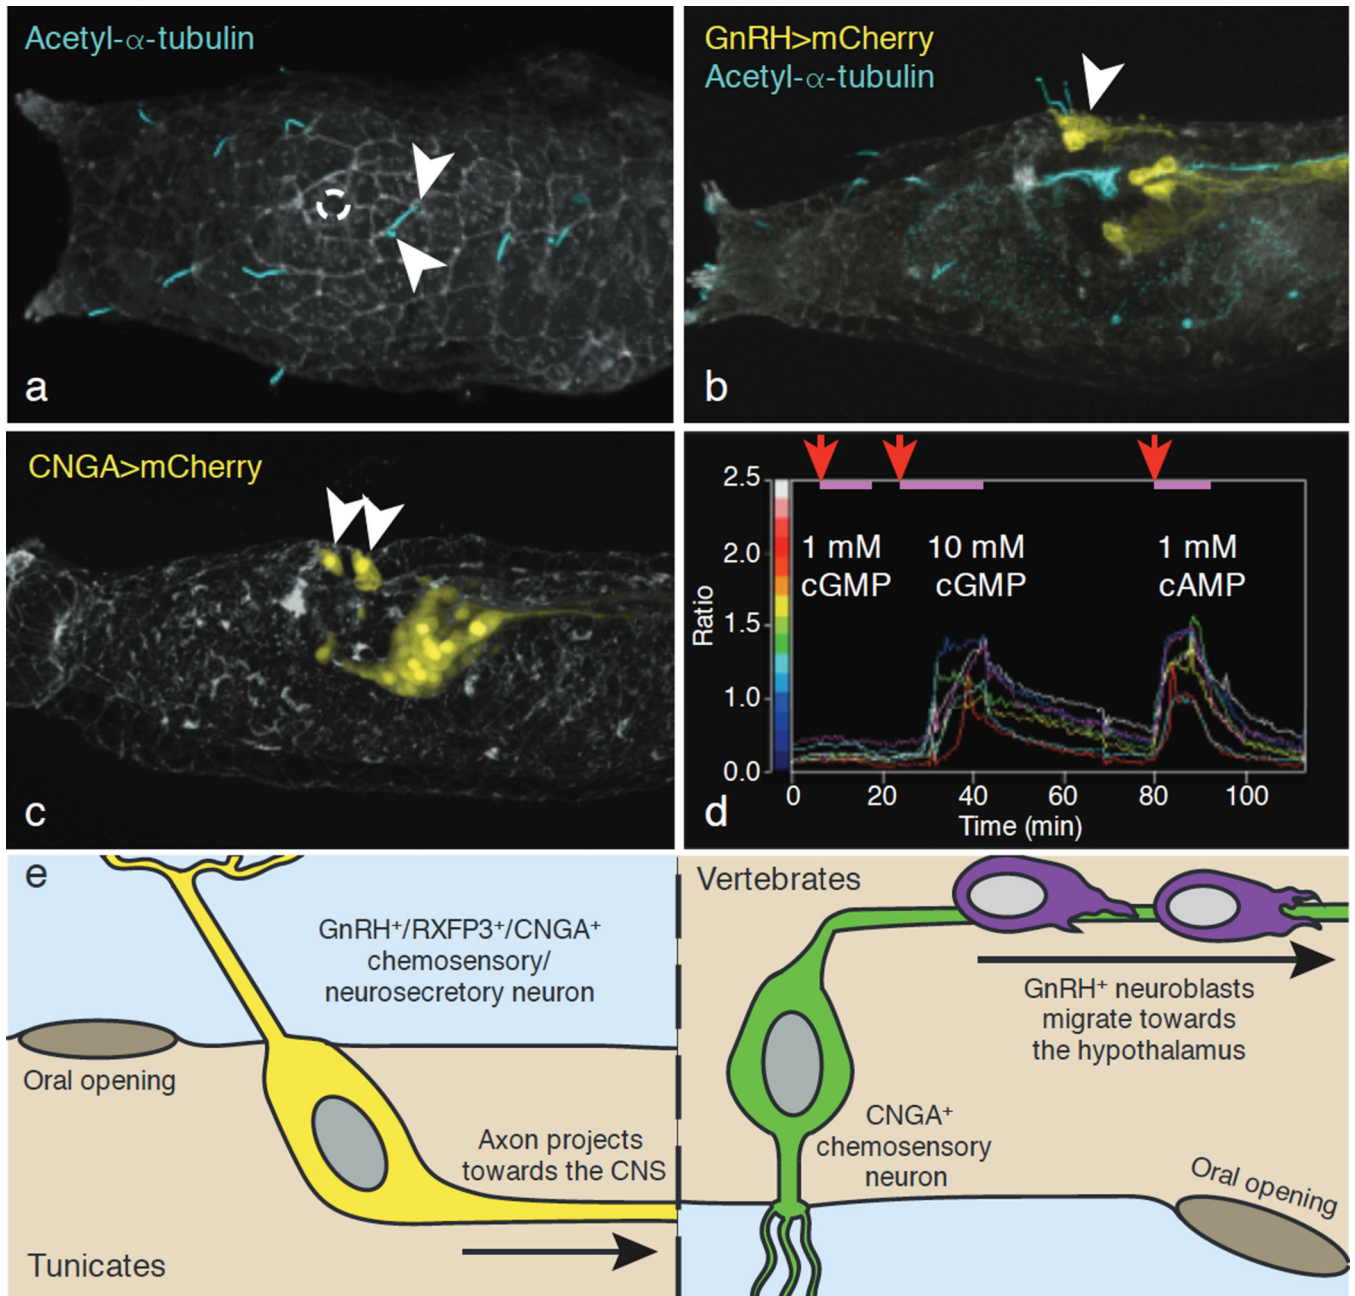 Acetyl-α-tubulin
a
GnRH>mCherry
Acetyl-α-tubulin
b
CNGA>mCherry
c
2.5
2.0
1.5
1.0
0.0
Ratio
1 mM
cGMP
10 mM
cGMP
1 mM
cAMP
0
20
40
60
80
100
Time (min)
d
e
GnRH⁺/RXFP3⁺/CNGA⁺
chemosensory/
neurosecretory neuron
Oral opening
Axon projects
towards the CNS
Tunicates
Vertebrates
GnRH⁺ neuroblasts
migrate towards
the hypothalamus
CNGA⁺
chemosensory
neuron
Oral opening